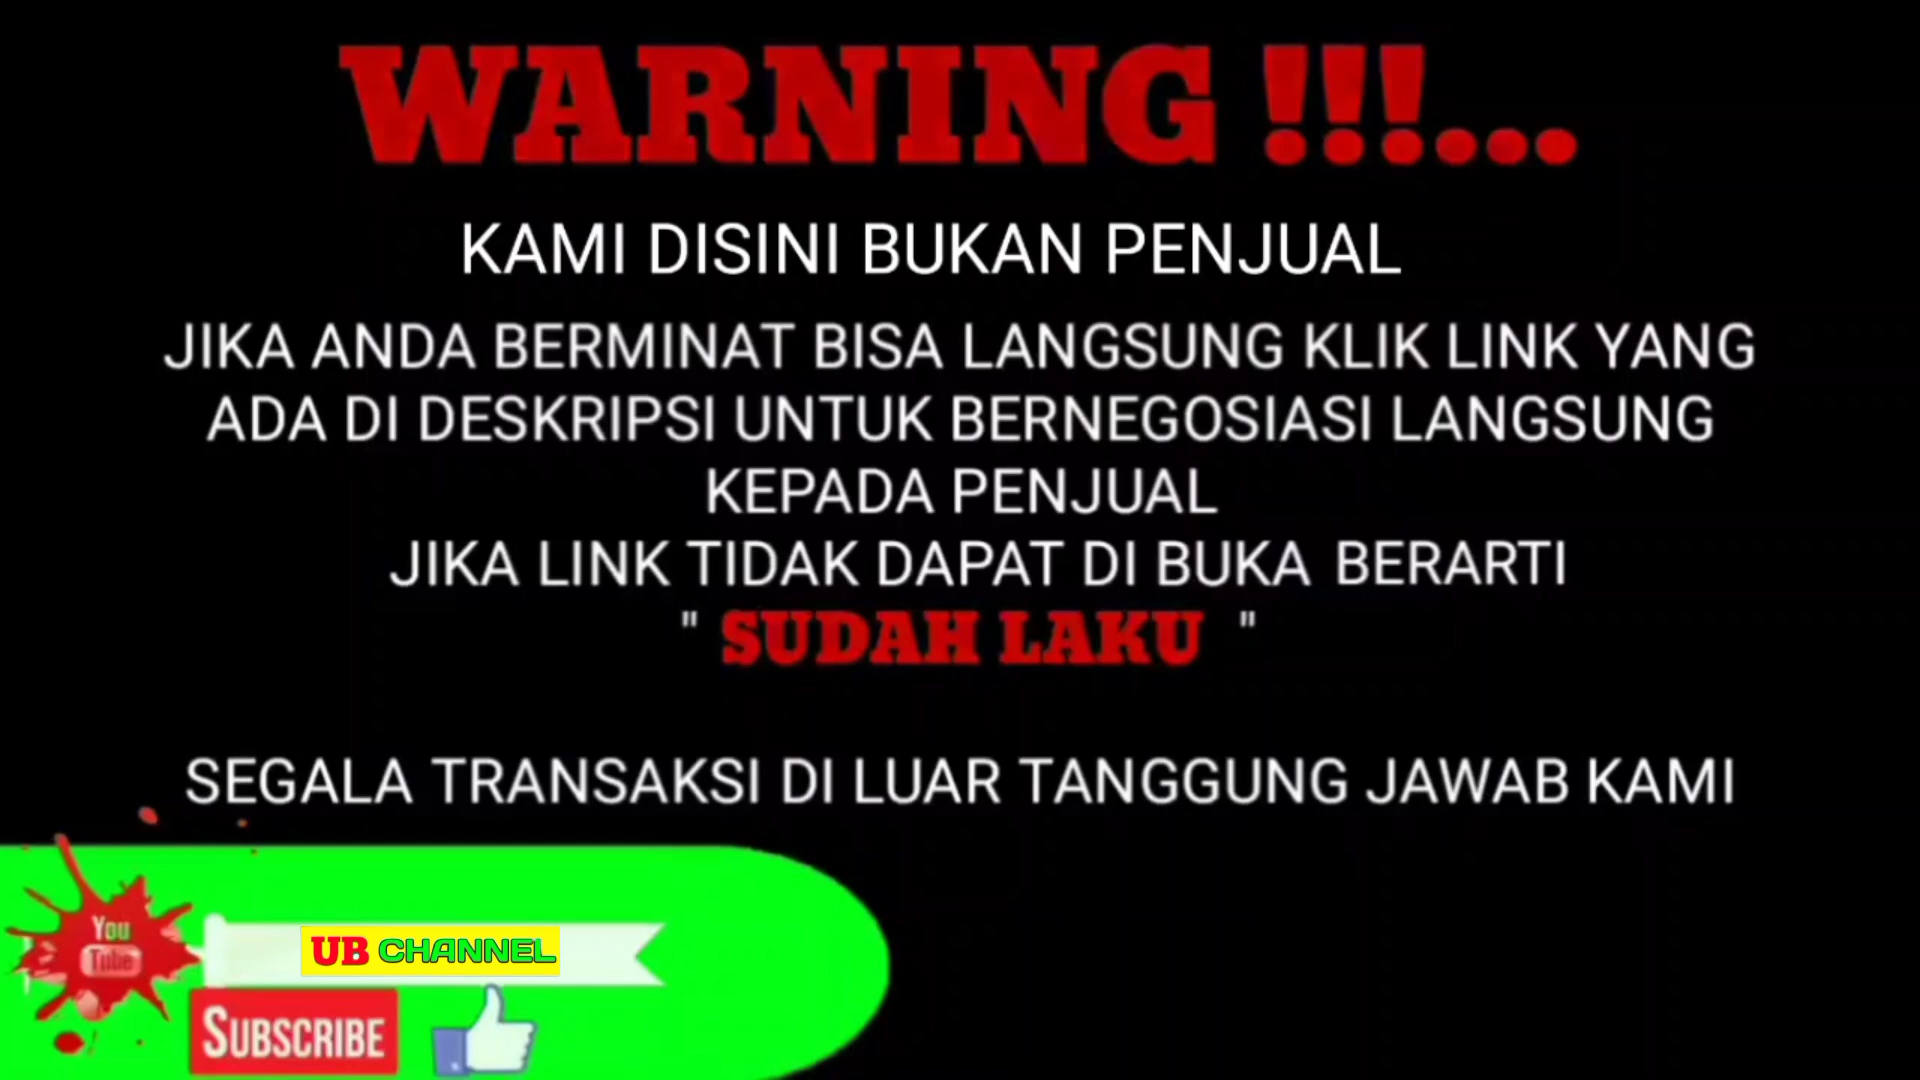 WARNING !!!...
KAMI DISINI BUKAN PENJUAL
JIKA ANDA BERMINAT BISA LANGSUNG KLIK LINK YANG
ADA DI DESKRIPSI UNTUK BERNEGOSIASI LANGSUNG
KEPADA PENJUAL
JIKA LINK TIDAK DAPAT DI BUKA BERARTI
" SUDAH LAKU "
SEGALA TRANSAKSI DI LUAR TANGGUNG JAWAB KAMI
You
Tube
UB CHANNEL
SUBSCRIBE